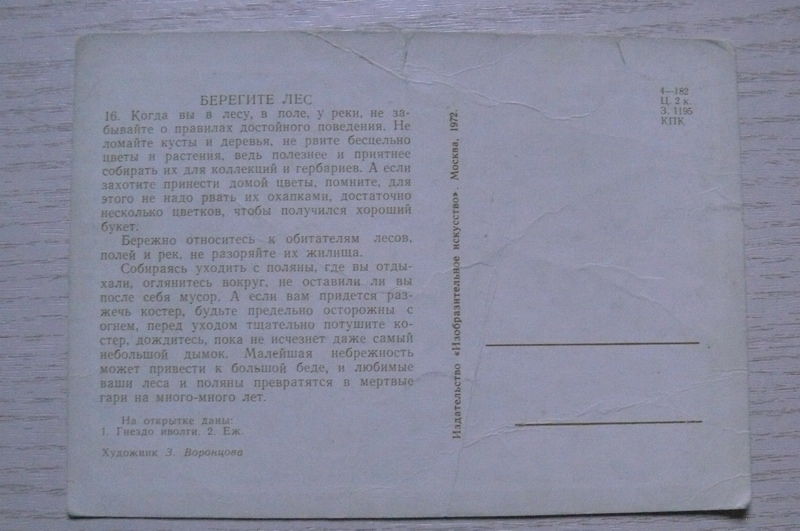 БЕРЕГИТЕ ЛЕС
16. Когда вы в лесу, в поле, у реки, не за-
бывайте о правилах достойного поведения. Не
ломайте кусты и деревья, не рвите бесцельно
цветы и растения, ведь полезнее и приятнее
собирать их для коллекций и гербариев. А если
захотите принести домой цветы, помните, для
этого не надо рвать их охапками, достаточно
несколько цветков, чтобы получился хороший
букет.
Бережно относитесь к обитателям лесов,
полей и рек, не разоряйте их жилища.
Собираясь уходить с поляны, где вы отды-
хали, оглянитесь вокруг, не оставили ли вы
после себя мусор. А если вам придется раз-
жечь костер, будьте предельно осторожны с
огнем, перед уходом тщательно потушите ко-
стер, дождитесь, пока не исчезнет даже самый
небольшой дымок. Малейшая небрежность
может привести к большой беде, и любимые
ваши леса и поляны превратятся в мертвые
гари на много-много лет.
На открытке даны:
1. Гнездо иволги. 2. Еж.
Художник З. Воронцова
Издательство «Изобразительное искусство». Москва, 1972.
4—182
Ц. 2 к.
З. 1195
КПК